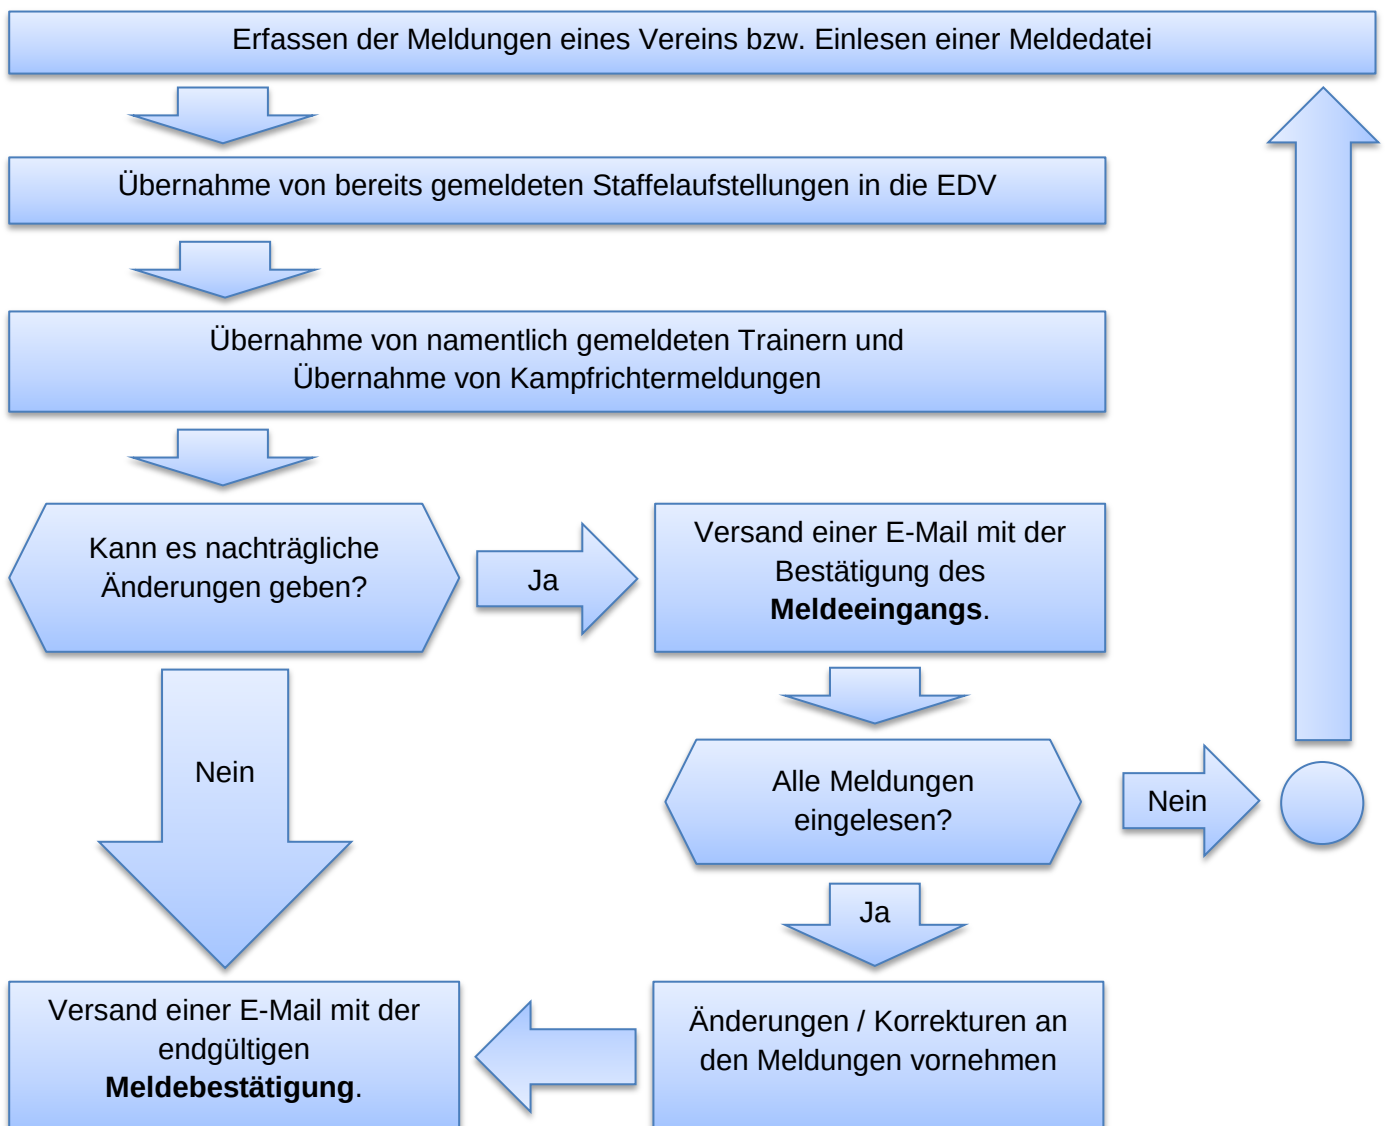 Erfassen der Meldungen eines Vereins bzw. Einlesen einer Meldedatei
Übernahme von bereits gemeldeten Staffelaufstellungen in die EDV
Übernahme von namentlich gemeldeten Trainern und
Übernahme von Kampfrichtermeldungen
Kann es nachträgliche
Änderungen geben?
Ja
Versand einer E-Mail mit der
Bestätigung des
Meldeeingangs.
Nein
Alle Meldungen
eingelesen?
Nein
Ja
Versand einer E-Mail mit der
endgültigen
Meldebestätigung.
Änderungen / Korrekturen an
den Meldungen vornehmen